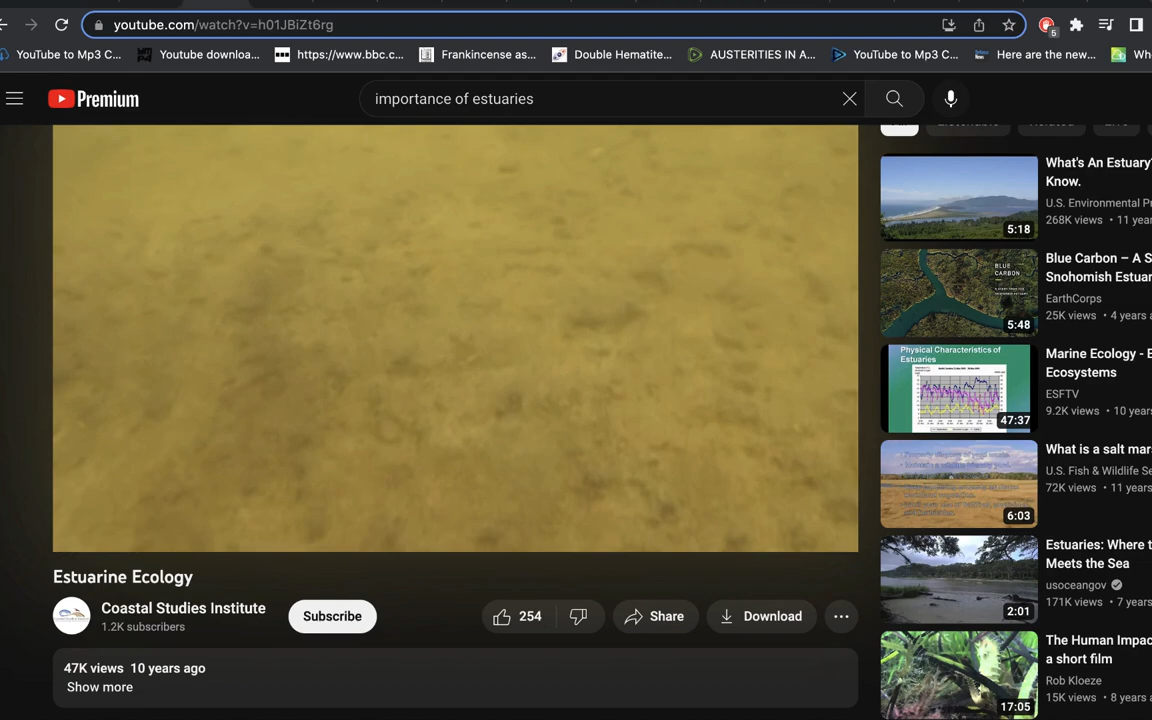 youtube.com/watch?v=h01JBiZt6rg
5
YouTube to Mp3 C...
Youtube downloa...
https://www.bbc.c...
Frankincense as...
Double Hematite...
AUSTERITIES IN A...
YouTube to Mp3 C...
Here are the new...
Premium
importance of estuaries
What's An Estuary?
Know.
U.S. Environmental Pr
268K views • 11 year
5:18
BLUE
CARBON
Blue Carbon – A S
Snohomish Estuar
EarthCorps
25K views • 4 years a
5:48
Physical Characteristics of
Estuaries
Marine Ecology - E
Ecosystems
ESFTV
9.2K views • 10 years
47:37
What is a salt mar
U.S. Fish & Wildlife Se
72K views • 11 years
6:03
Estuaries: Where t
Meets the Sea
usoceangov
171K views • 7 years
2:01
The Human Impac
a short film
Rob Kloeze
15K views • 8 years a
17:05
Estuarine Ecology
Coastal Studies Institute
1.2K subscribers
Subscribe
254
Share
Download
47K views 10 years ago
Show more